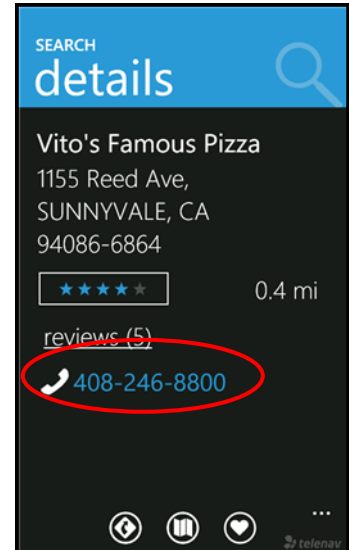 SEARCH
details
Vito's Famous Pizza
1155 Reed Ave,
SUNNYVALE, CA
94086-6864
0.4 mi
reviews (5)
408-246-8800
...
telenav